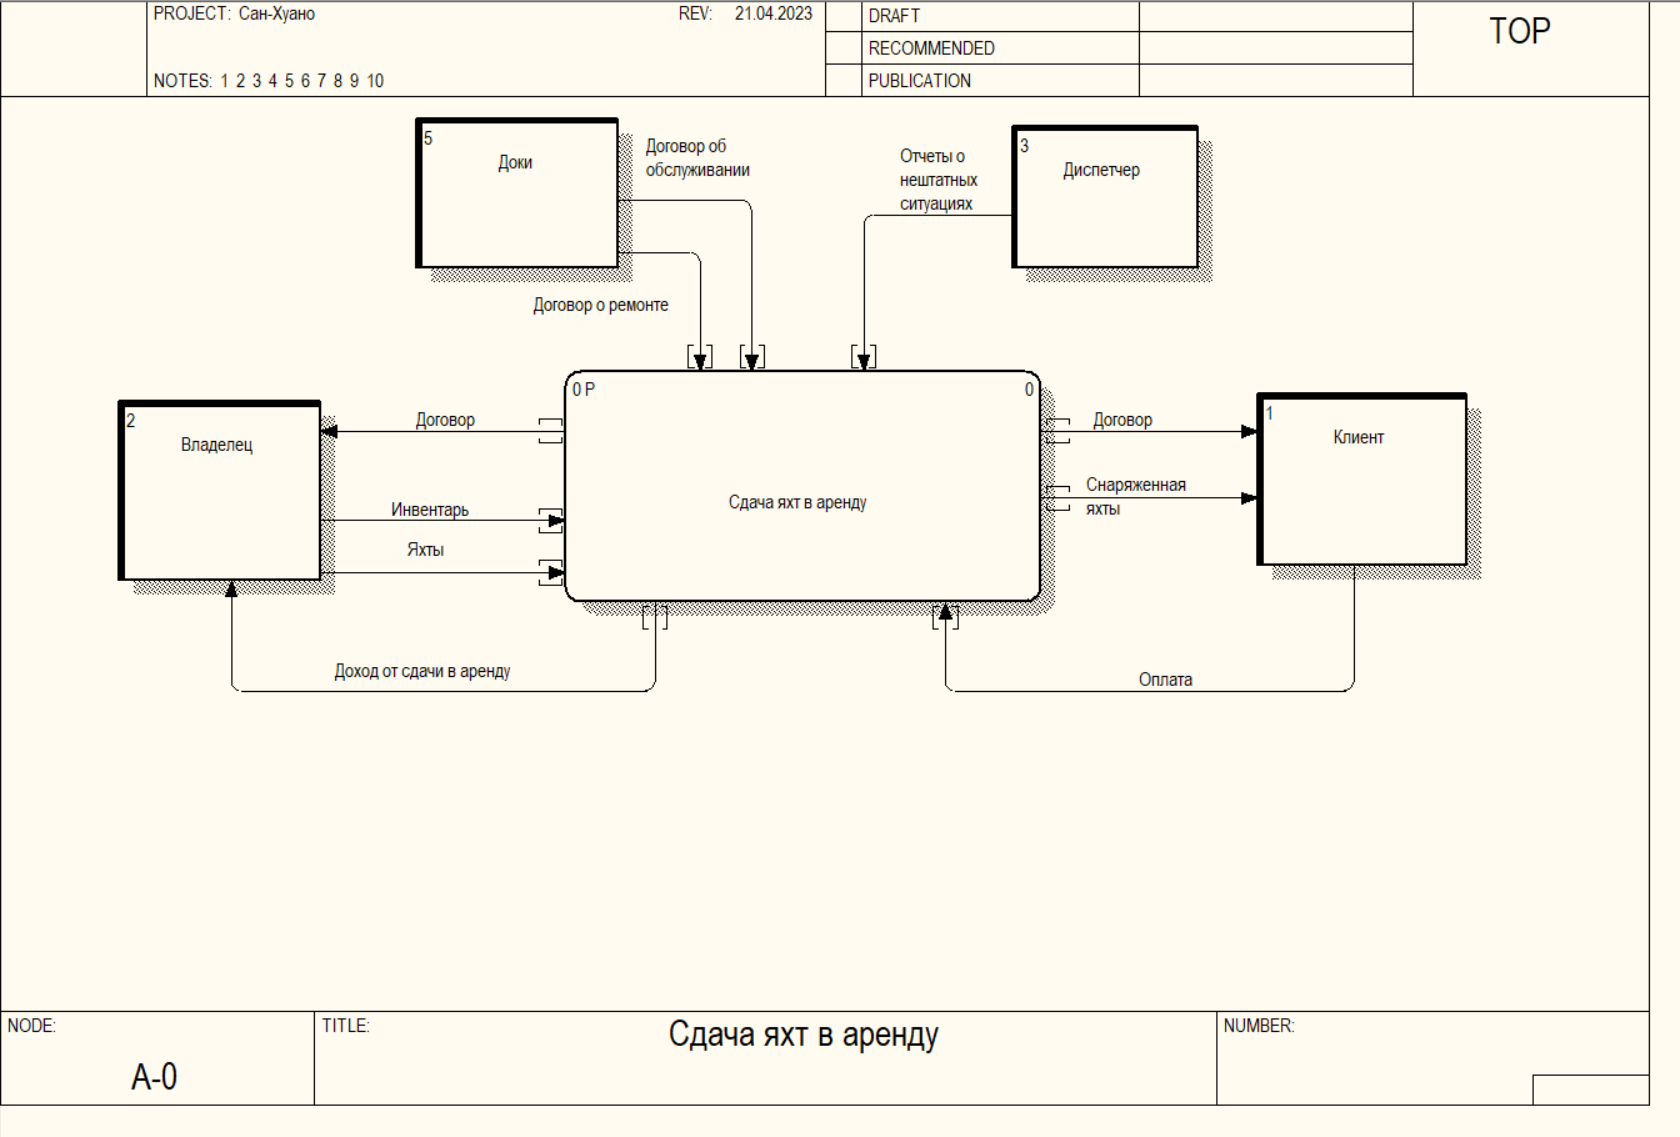 PROJECT: Сан-Хуано
REV: 21.04.2023
DRAFT
RECOMMENDED
PUBLICATION
TOP
NOTES: 1 2 3 4 5 6 7 8 9 10
5
Доки
Договор об
обслуживании
Отчеты о
нештатных
ситуациях
3
Диспетчер
Договор о ремонте
2
Владелец
Договор
Инвентарь
Яхты
0 Р
0
Сдача яхт в аренду
Договор
Снаряженная
яхты
1
Клиент
Доход от сдачи в аренду
Оплата
NODE:
A-0
TITLE:
Сдача яхт в аренду
NUMBER: